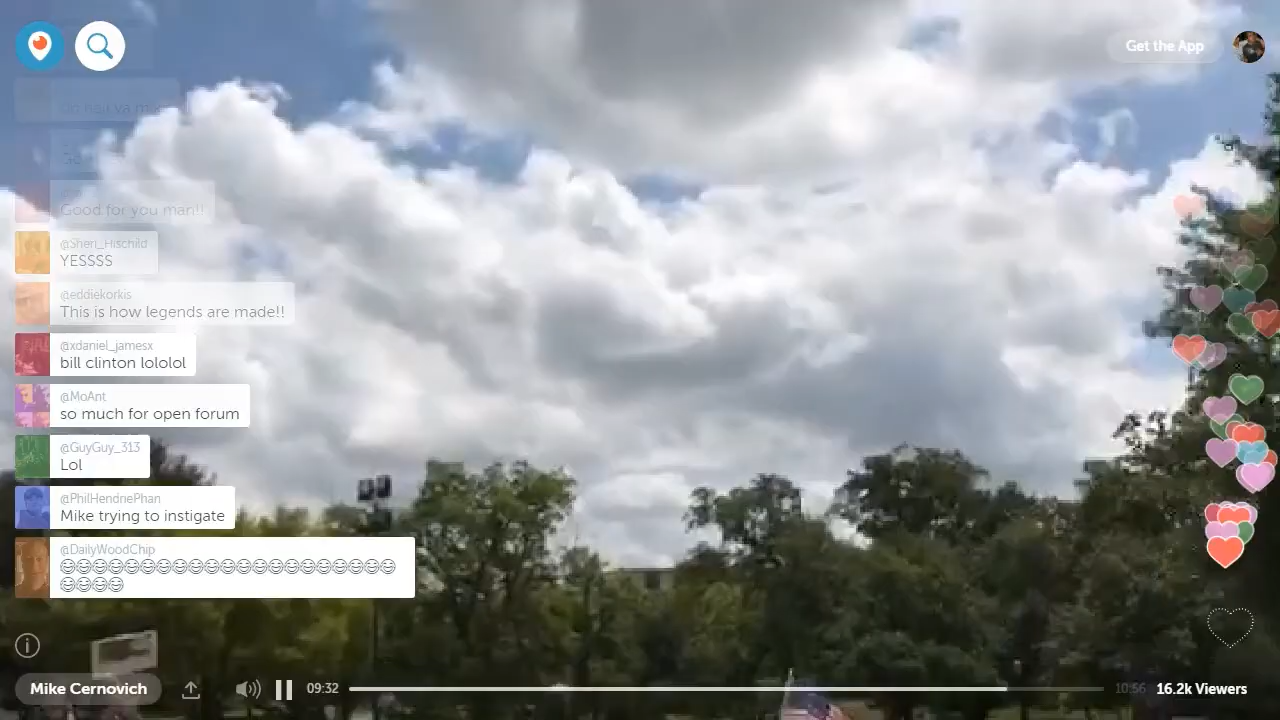 Get the App
Good for you man!!
@Sheri_Hischild
YESSSS
@eddiekorkis
This is how legends are made!!
@xdaniel_jamesx
bill clinton lololol
@MoAnt
so much for open forum
@GuyGuy_313
Lol
@PhilHendriePhan
Mike trying to instigate
@DailyWoodChip
😂😂😂😂😂😂😂😂😂😂😂😂😂😂😂😂😂😂😂😂😂
😂😂😂😂
Mike Cernovich
09:32
10:56
16.2k Viewers